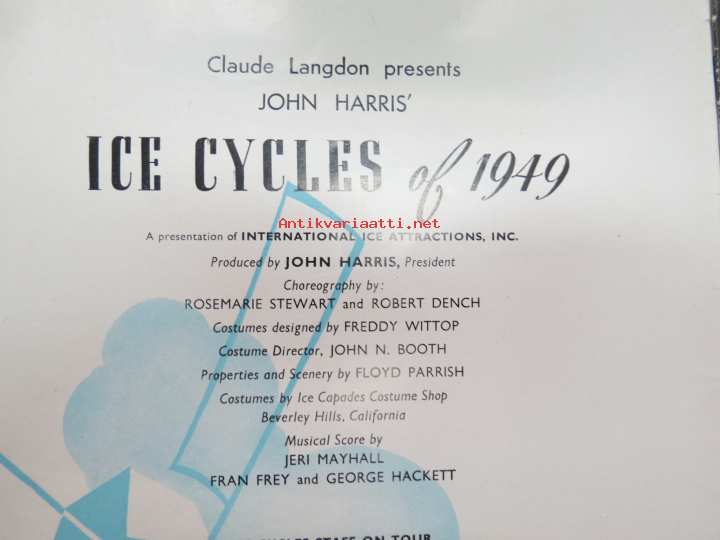 Claude Langdon presents
JOHN HARRIS'
ICE CYCLES of 1949
Antikvariaatti.net
A presentation of INTERNATIONAL ICE ATTRACTIONS, INC.
Produced by JOHN HARRIS, President
Choreography by:
ROSEMARIE STEWART and ROBERT DENCH
Costumes designed by FREDDY WITTOP
Costume Director, JOHN N. BOOTH
Properties and Scenery by FLOYD PARRISH
Costumes by Ice Capades Costume Shop
Beverley Hills, California
Musical Score by
JERI MAYHALL
FRAN FREY and GEORGE HACKETT
STAFF ON TOUR